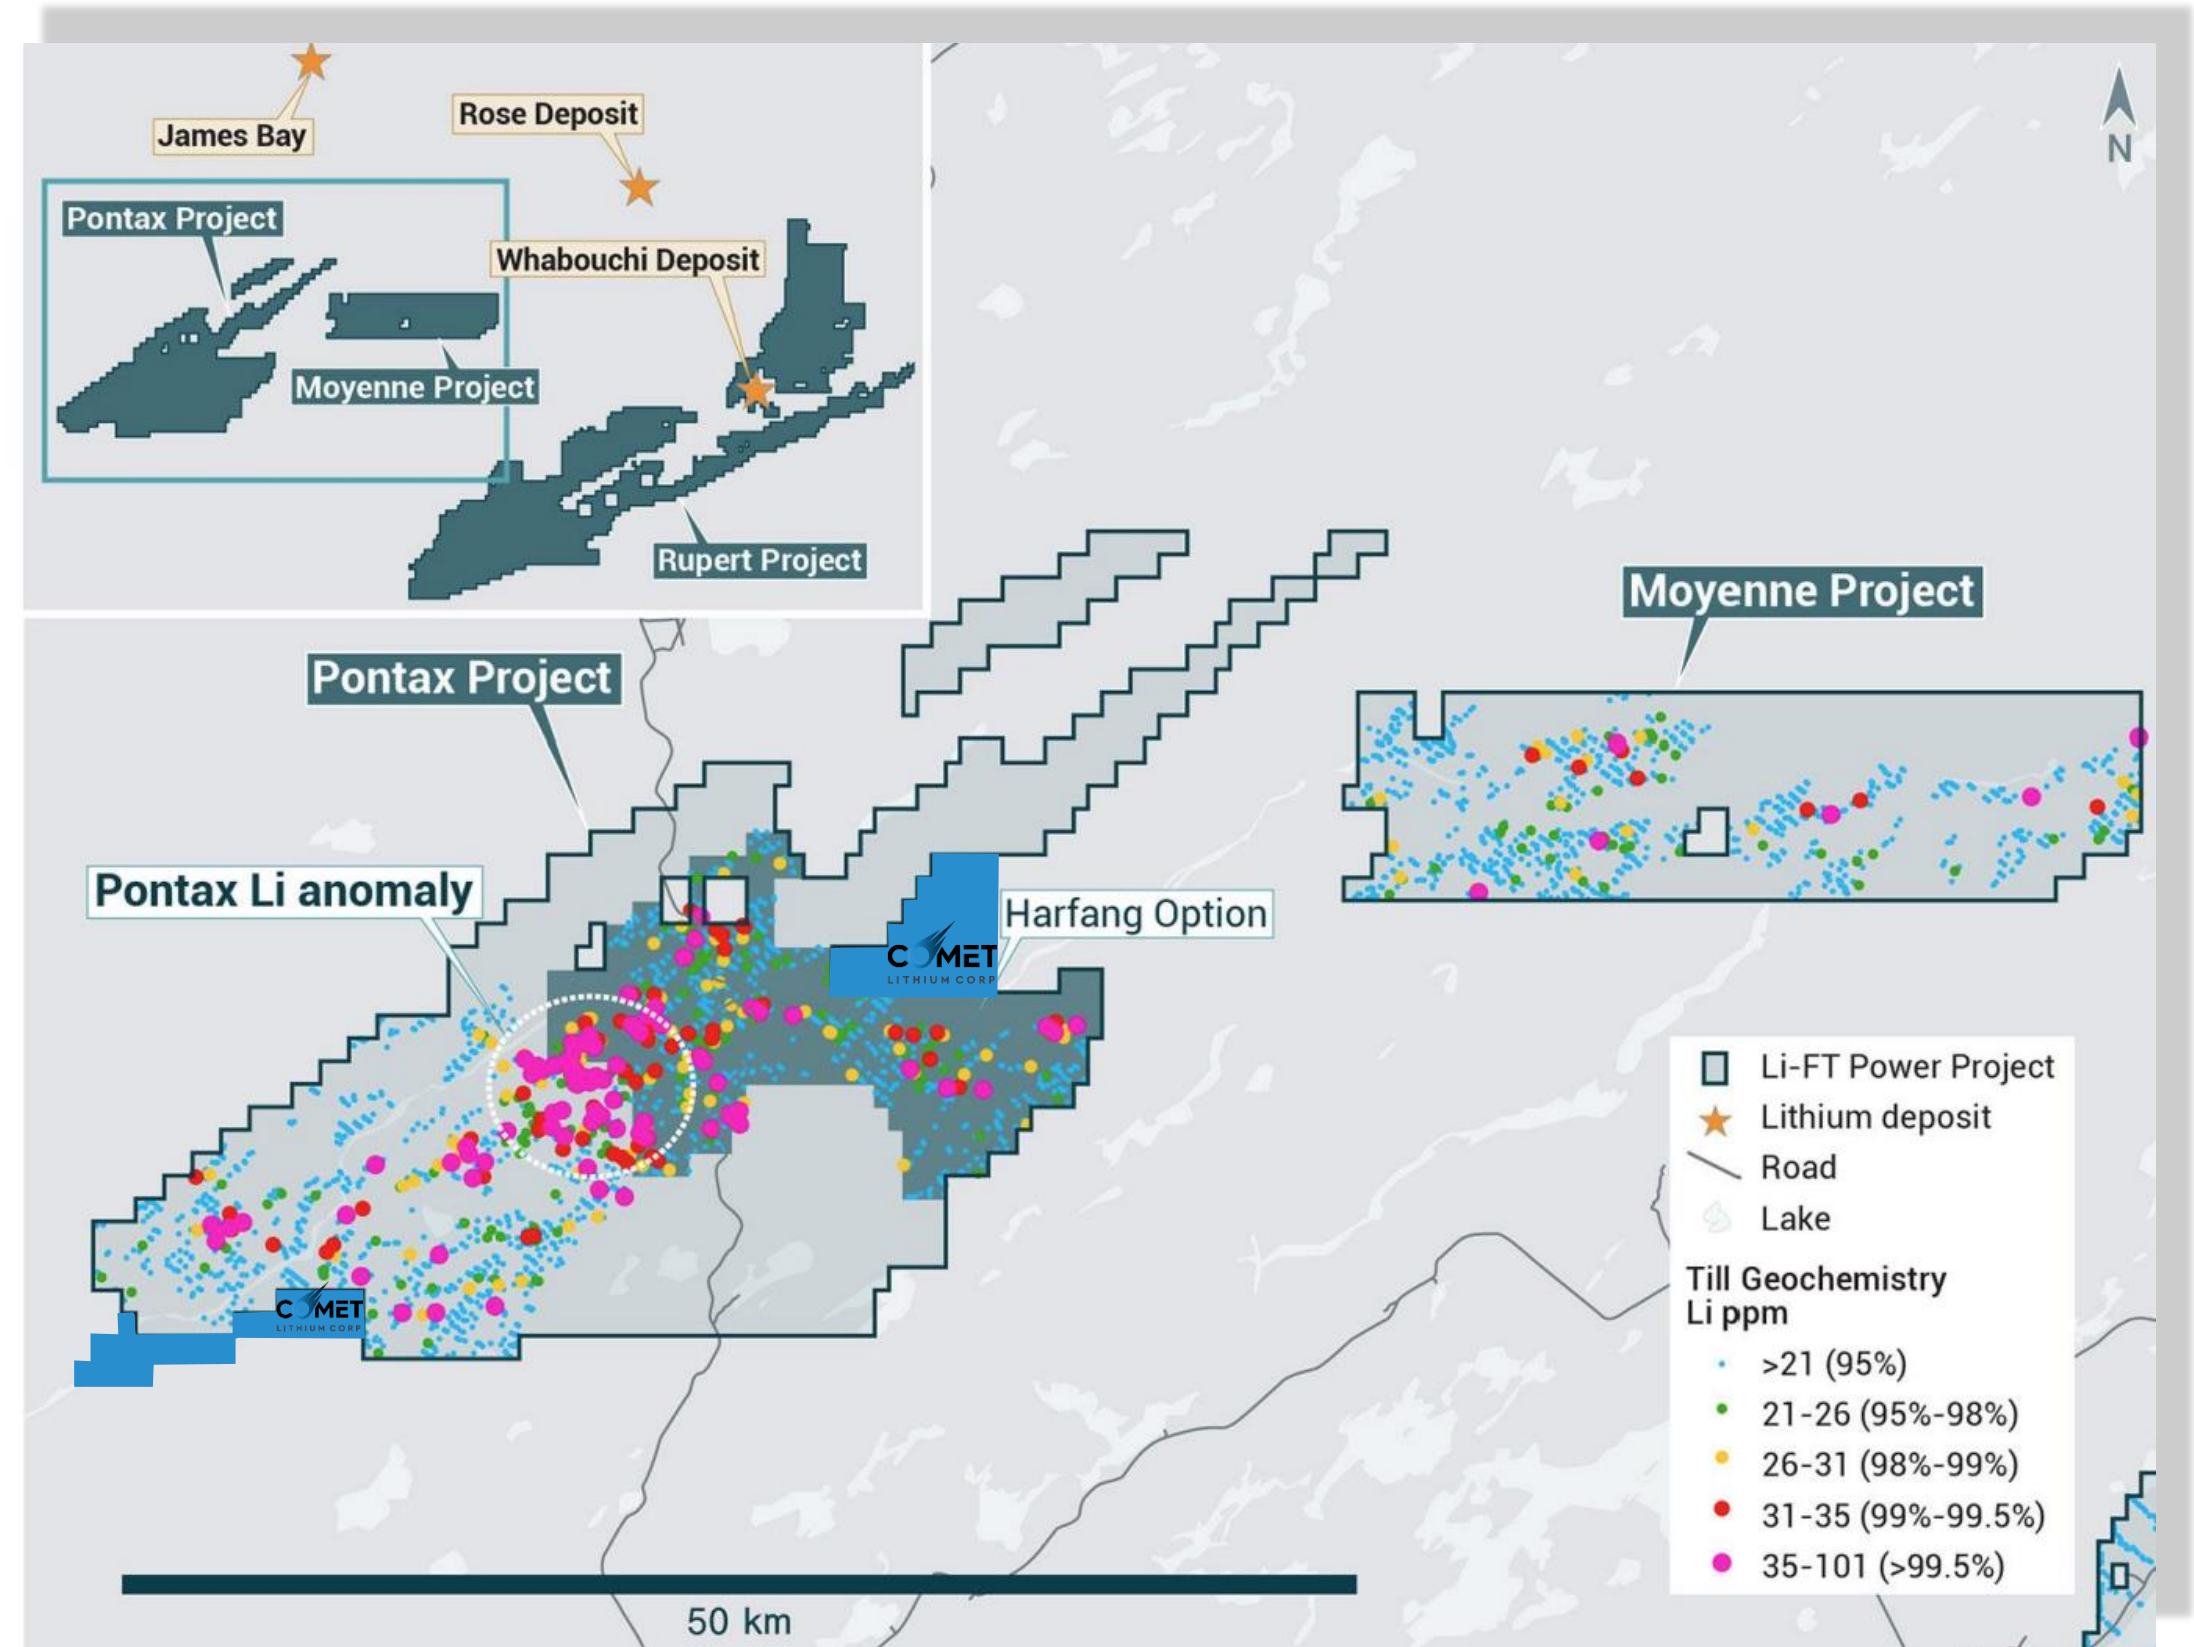 James Bay
Rose Deposit
Pontax Project
Whabouchi Deposit
Moyenne Project
Rupert Project
N
Moyenne Project
Pontax Project
Pontax Li anomaly
Harfang Option
COMET
LITHIUM CORP
COMET
LITHIUM CORP
Li-FT Power Project
Lithium deposit
Road
Lake
Till Geochemistry
Li ppm
>21 (95%)
21-26 (95%-98%)
26-31 (98%-99%)
31-35 (99%-99.5%)
35-101 (>99.5%)
50 km